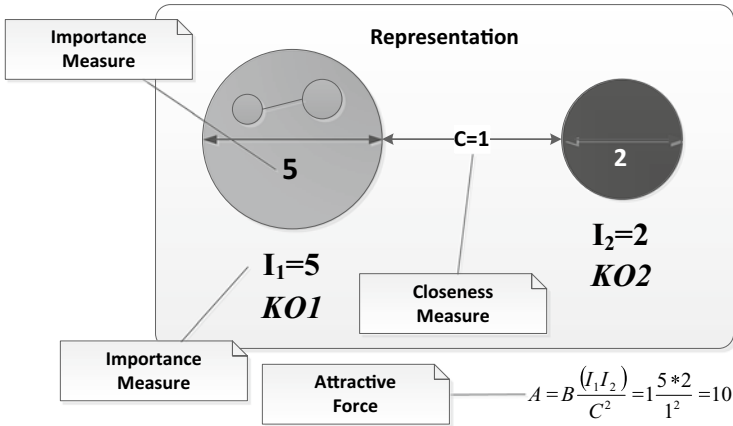 Importance
Measure
Representation
C=1
5
2
I₁=5
KO1
I₂=2
KO2
Closeness
Measure
Importance
Measure
Attractive
Force
A = B (I₁I₂) / C² = 1 5 * 2 / 1² = 10